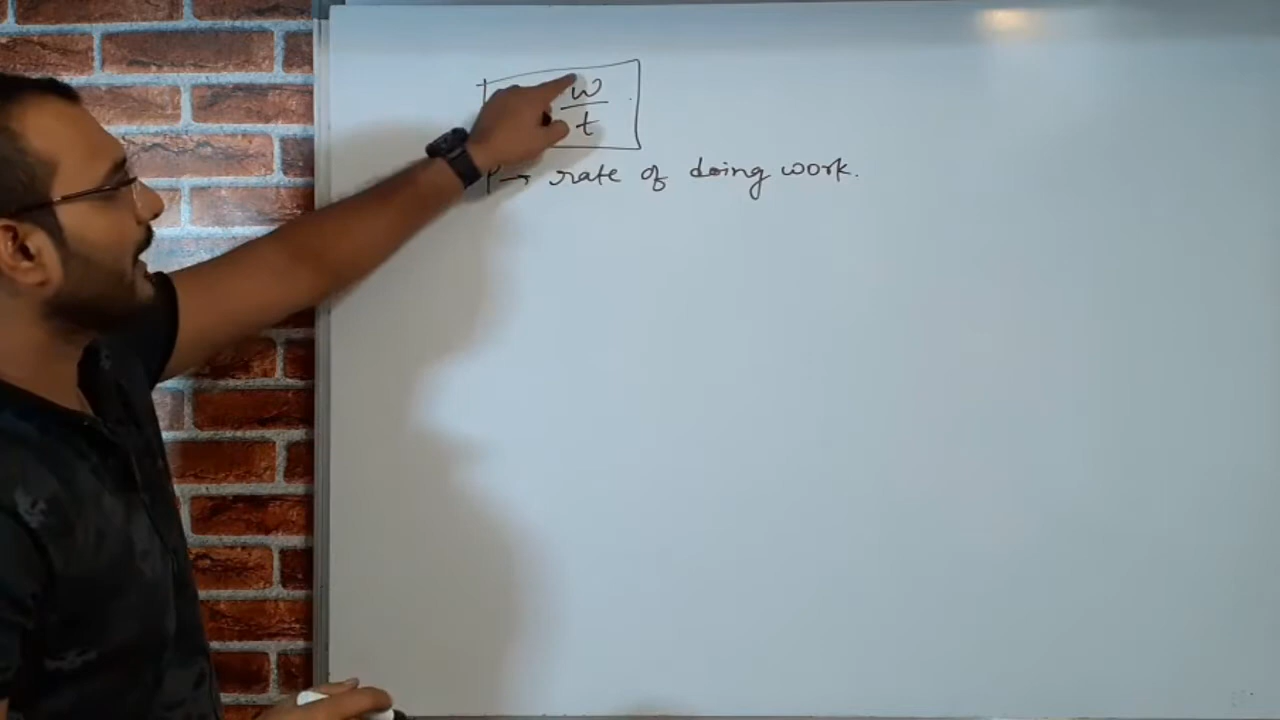 w
t
P → rate of doing work.